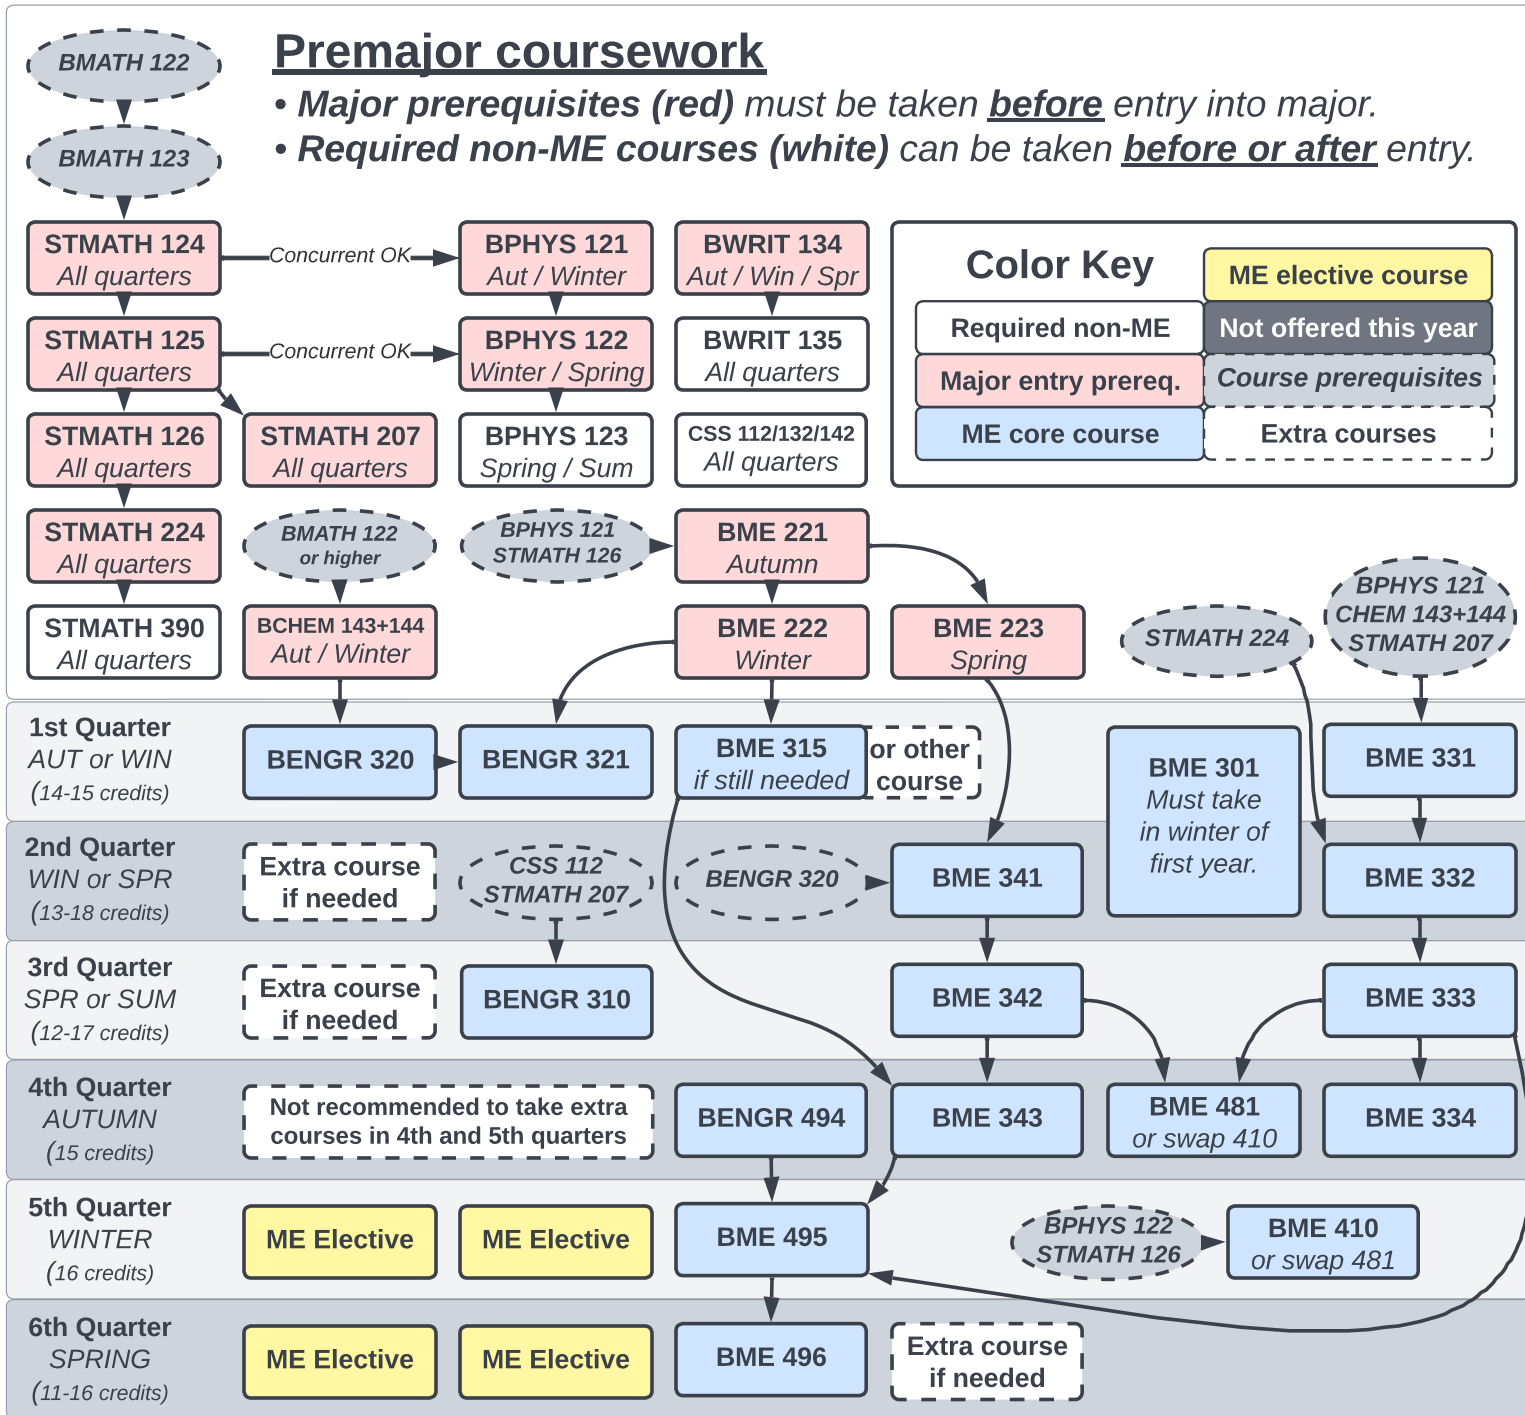 BMATH 122
Premajor coursework
• Major prerequisites (red) must be taken before entry into major.
BMATH 123
• Required non-ME courses (white) can be taken before or after entry.
STMATH 124
All quarters
Concurrent OK
BPHYS 121
Aut / Winter
BWRIT 134
Aut / Win / Spr
Color Key
ME elective course
Required non-ME
Not offered this year
Major entry prereq.
Course prerequisites
ME core course
Extra courses
STMATH 125
All quarters
Concurrent OK
BPHYS 122
Winter / Spring
BWRIT 135
All quarters
STMATH 126
All quarters
STMATH 207
All quarters
BPHYS 123
Spring / Sum
CSS 112/132/142
All quarters
STMATH 224
All quarters
BMATH 122
or higher
BPHYS 121
STMATH 126
BME 221
Autumn
STMATH 390
All quarters
BCHEM 143+144
Aut / Winter
BME 222
Winter
BME 223
Spring
STMATH 224
BPHYS 121
CHEM 143+144
STMATH 207
1st Quarter
AUT or WIN
(14-15 credits)
BENGR 320
BENGR 321
BME 315
if still needed
or other
course
BME 301
Must take
in winter of
first year.
BME 331
2nd Quarter
WIN or SPR
(13-18 credits)
Extra course
if needed
CSS 112
STMATH 207
BENGR 320
BME 341
BME 332
3rd Quarter
SPR or SUM
(12-17 credits)
Extra course
if needed
BENGR 310
BME 342
BME 333
4th Quarter
AUTUMN
(15 credits)
Not recommended to take extra
courses in 4th and 5th quarters
BENGR 494
BME 343
BME 481
or swap 410
BME 334
5th Quarter
WINTER
(16 credits)
ME Elective
ME Elective
BME 495
BPHYS 122
STMATH 126
BME 410
or swap 481
6th Quarter
SPRING
(11-16 credits)
ME Elective
ME Elective
BME 496
Extra course
if needed